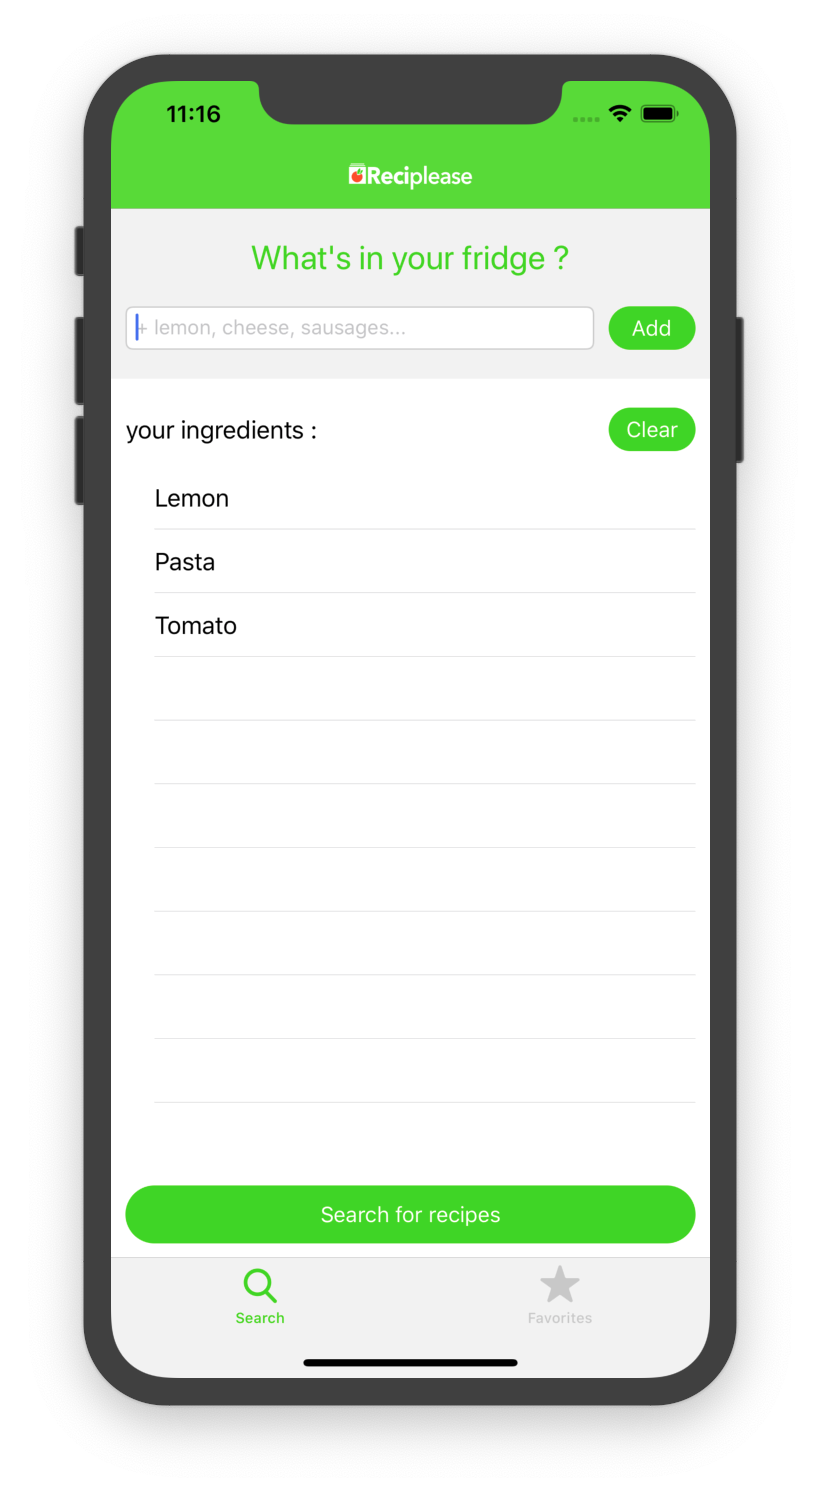 11:16
Reciplease
What's in your fridge ?
+ lemon, cheese, sausages...
Add
your ingredients :
Clear
Lemon
Pasta
Tomato
Search for recipes
Search
Favorites